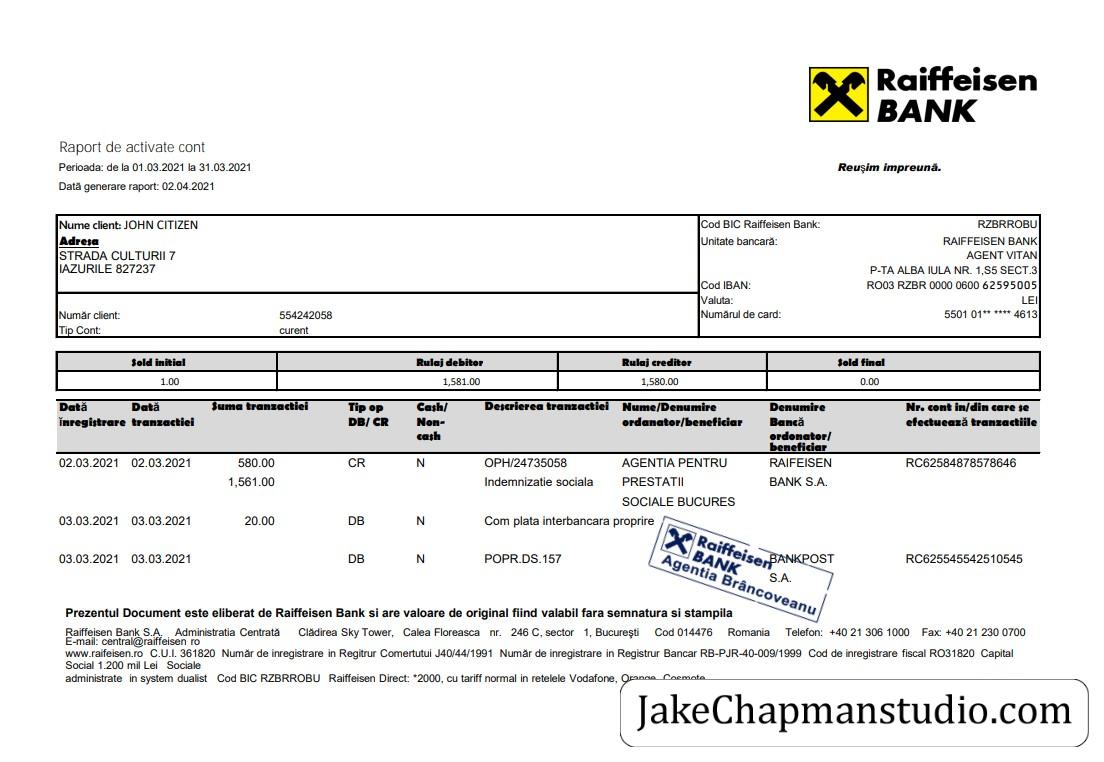 Raiffeisen
BANK
Raport de activate cont
Perioada: de la 01.03.2021 la 31.03.2021
Reușim impreună.
Dată generare raport: 02.04.2021
Nume client: JOHN CITIZEN
Adresa
STRADA CULTURII 7
IAZURILE 827237
Număr client: 554242058
Tip Cont: curent
Cod BIC Raiffeisen Bank: RZBRROBU
Unitate bancară: RAIFFEISEN BANK
AGENT VITAN
P-TA ALBA IULA NR. 1,S5 SECT.3
Cod IBAN: RO03 RZBR 0000 0600 62595005
Valuta: LEI
Numărul de card: 5501 01** **** 4613
Sold initial Rulaj debitor Rulaj creditor Sold final
1.00 1,581.00 1,580.00 0.00
Dată Dată Suma tranzactiei Tip op Cash/ Descrierea tranzactiei Nume/Denumire Denumire Nr. cont in/din care se
înregistrare tranzactiei DB/ CR Non- ordanator/beneficiar Bancă efectuează tranzactiile
cash ordonator/
beneficiar
02.03.2021 02.03.2021 580.00 CR N OPH/24735058 AGENTIA PENTRU RAIFEISEN RC62584878578646
1,561.00 Indemnizatie sociala PRESTATII BANK S.A.
SOCIALE BUCURES
03.03.2021 03.03.2021 20.00 DB N Com plata interbancara proprire
03.03.2021 03.03.2021 DB N POPR.DS.157 BANKPOST RC625545542510545
S.A.
Raiffeisen
BANK
Agentia Brâncoveanu
Prezentul Document este eliberat de Raiffeisen Bank si are valoare de original fiind valabil fara semnatura si stampila
Raiffeisen Bank S.A. Administratia Centrată Clădirea Sky Tower, Calea Floreasca nr. 246 C, sector 1, Bucureşti Cod 014476 Romania Telefon: +40 21 306 1000 Fax: +40 21 230 0700
E-mail: central@raiffeisen ro
www.raifeisen.ro C.U.I. 361820 Număr de inregistrare in Regitrur Comertutui J40/44/1991 Număr de inregistrare in Registrur Bancar RB-PJR-40-009/1999 Cod de inregistrare fiscal RO31820 Capital
Social 1.200 mil Lei Sociale
administrate in system dualist Cod BIC RZBRROBU Raiffeisen Direct: *2000, cu tariff normal in retelele Vodafone, Orange, Cosmote
JakeChapmanstudio.com